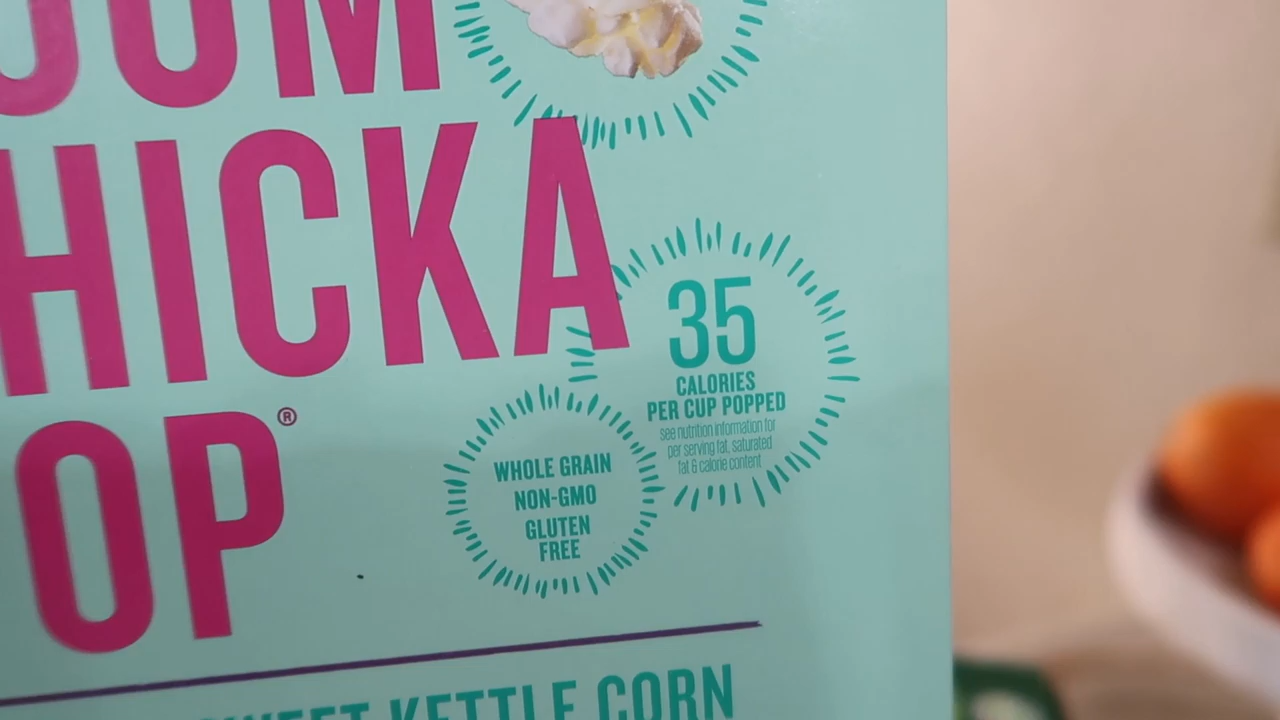 OOM
HICKA
OP®
35
CALORIES
PER CUP POPPED
see nutrition information for
per serving fat, saturated
fat & calorie content
WHOLE GRAIN
NON-GMO
GLUTEN
FREE
SWEET KETTLE CORN